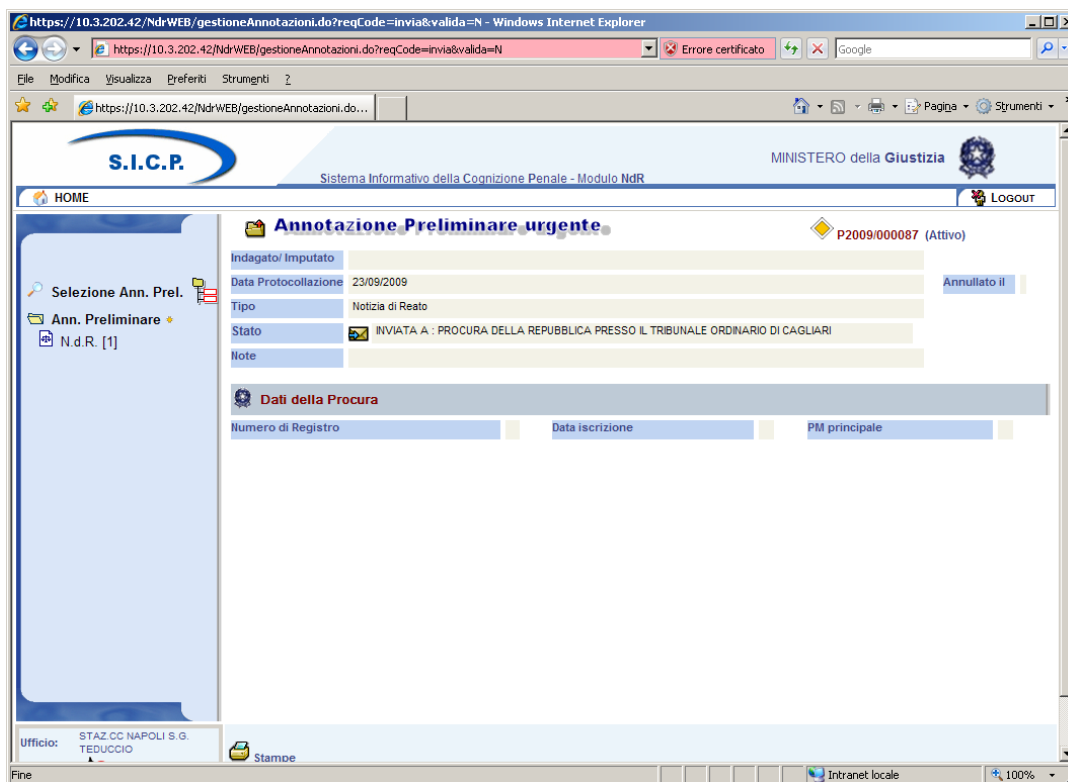 https://10.3.202.42/NdrWEB/gestioneAnnotazioni.do?reqCode=invia&valida=N - Windows Internet Explorer
https://10.3.202.42/NdrWEB/gestioneAnnotazioni.do?reqCode=invia&valida=N Errore certificato Google
File Modifica Visualizza Preferiti Strumenti ?
https://10.3.202.42/NdrWEB/gestioneAnnotazioni.do... Pagina Strumenti
S.I.C.P.
MINISTERO della Giustizia
Sistema Informativo della Cognizione Penale - Modulo NdR
HOME LOGOUT
Annotazione Preliminare urgente
P2009/000087 (Attivo)
Indagato/ Imputato
Data Protocollazione 23/09/2009 Annullato il
Selezione Ann. Prel.
Tipo Notizia di Reato
Ann. Preliminare
Stato INVIATA A : PROCURA DELLA REPUBBLICA PRESSO IL TRIBUNALE ORDINARIO DI CAGLIARI
N.d.R. [1]
Note
Dati della Procura
Numero di Registro Data iscrizione PM principale
Ufficio: STAZ.CC NAPOLI S.G.
TEDUCCIO
Stampe
Fine Intranet locale 100%